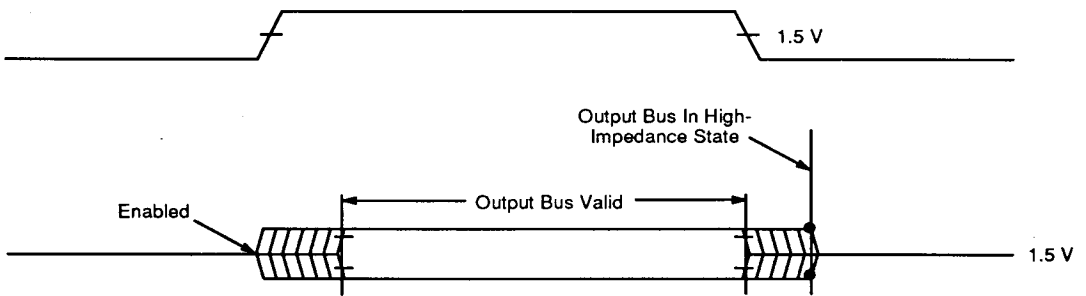 1.5 V
Output Bus In High-
Impedance State
Enabled
Output Bus Valid
1.5 V